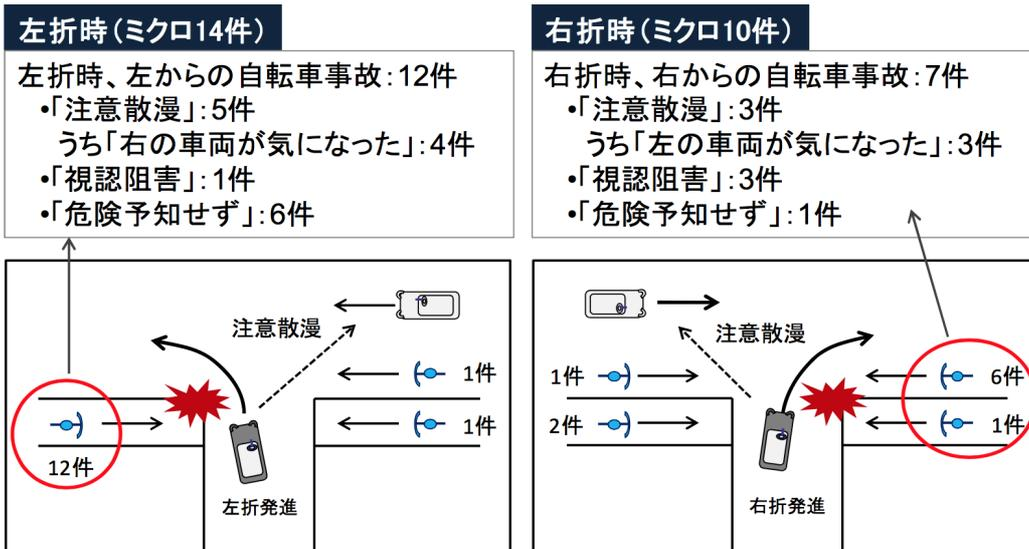 左折時(ミクロ14件)
左折時、左からの自転車事故:12件
・「注意散漫」:5件
うち「右の車両が気になった」:4件
・「視認阻害」:1件
・「危険予知せず」:6件
注意散漫
1件
1件
12件
左折発進
右折時(ミクロ10件)
右折時、右からの自転車事故:7件
・「注意散漫」:3件
うち「左の車両が気になった」:3件
・「視認阻害」:3件
・「危険予知せず」:1件
注意散漫
1件
6件
2件
1件
右折発進